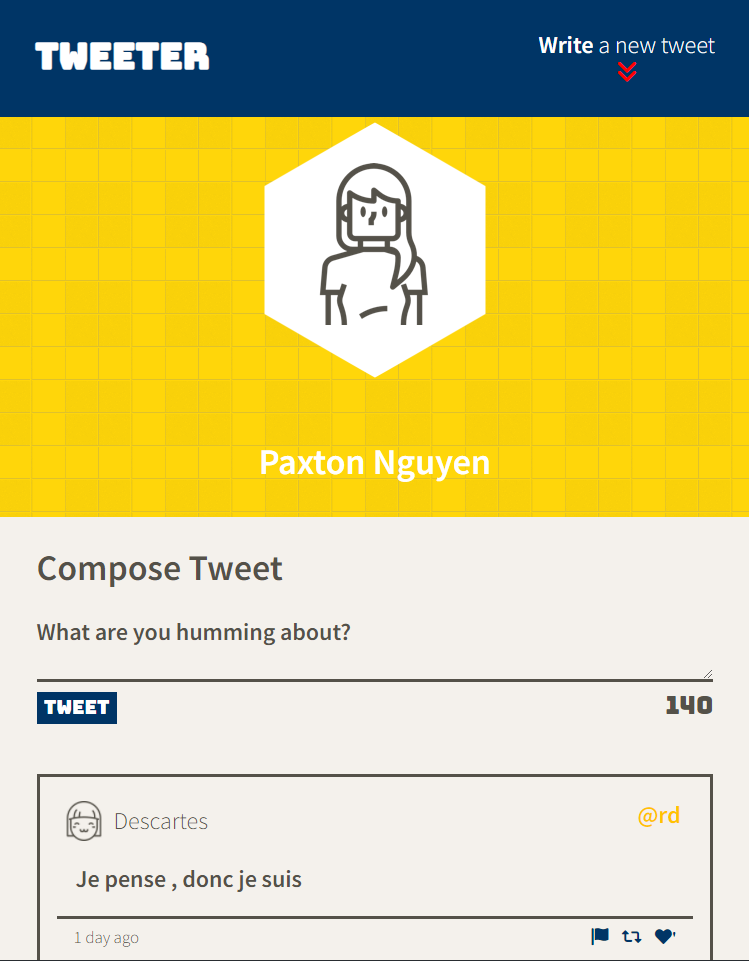 TWEETER
Write a new tweet
Paxton Nguyen
Compose Tweet
What are you humming about?
TWEET
140
Descartes
@rd
Je pense , donc je suis
1 day ago